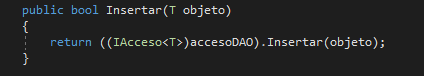 public bool Insertar(T objeto)
{
return ((IAcceso<T>)accesoDAO).Insertar(objeto);
}